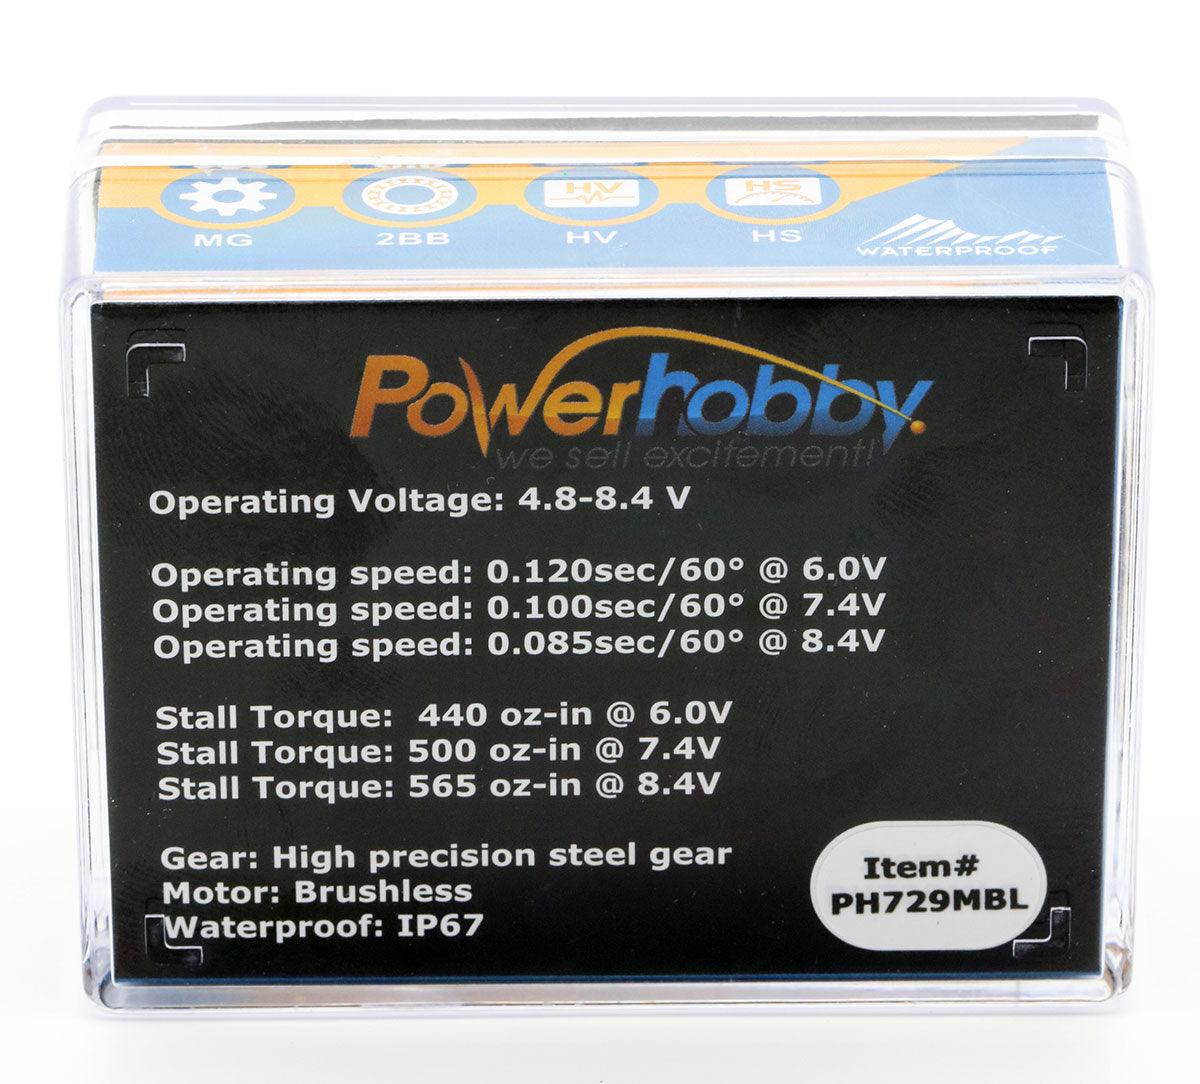 HV
HS
MG
2BB
HV
HS
WATERPROOF
Powerhobby.
we sell excitement!
Operating Voltage: 4.8-8.4 V
Operating speed: 0.120sec/60° @ 6.0V
Operating speed: 0.100sec/60° @ 7.4V
Operating speed: 0.085sec/60° @ 8.4V
Stall Torque: 440 oz-in @ 6.0V
Stall Torque: 500 oz-in @ 7.4V
Stall Torque: 565 oz-in @ 8.4V
Gear: High precision steel gear
Motor: Brushless
Waterproof: IP67
Item#
PH729MBL